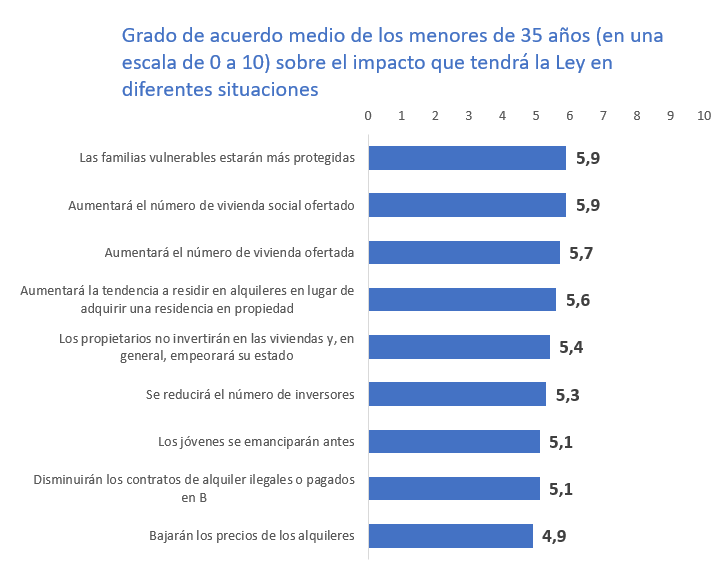 Grado de acuerdo medio de los menores de 35 años (en una
escala de 0 a 10) sobre el impacto que tendrá la Ley en
diferentes situaciones
0 1 2 3 4 5 6 7 8 9 10
Las familias vulnerables estarán más protegidas 5,9
Aumentará el número de vivienda social ofertado 5,9
Aumentará el número de vivienda ofertada 5,7
Aumentará la tendencia a residir en alquileres en lugar de
adquirir una residencia en propiedad 5,6
Los propietarios no invertirán en las viviendas y, en
general, empeorará su estado 5,4
Se reducirá el número de inversores 5,3
Los jóvenes se emanciparán antes 5,1
Disminuirán los contratos de alquiler ilegales o pagados
en B 5,1
Bajarán los precios de los alquileres 4,9